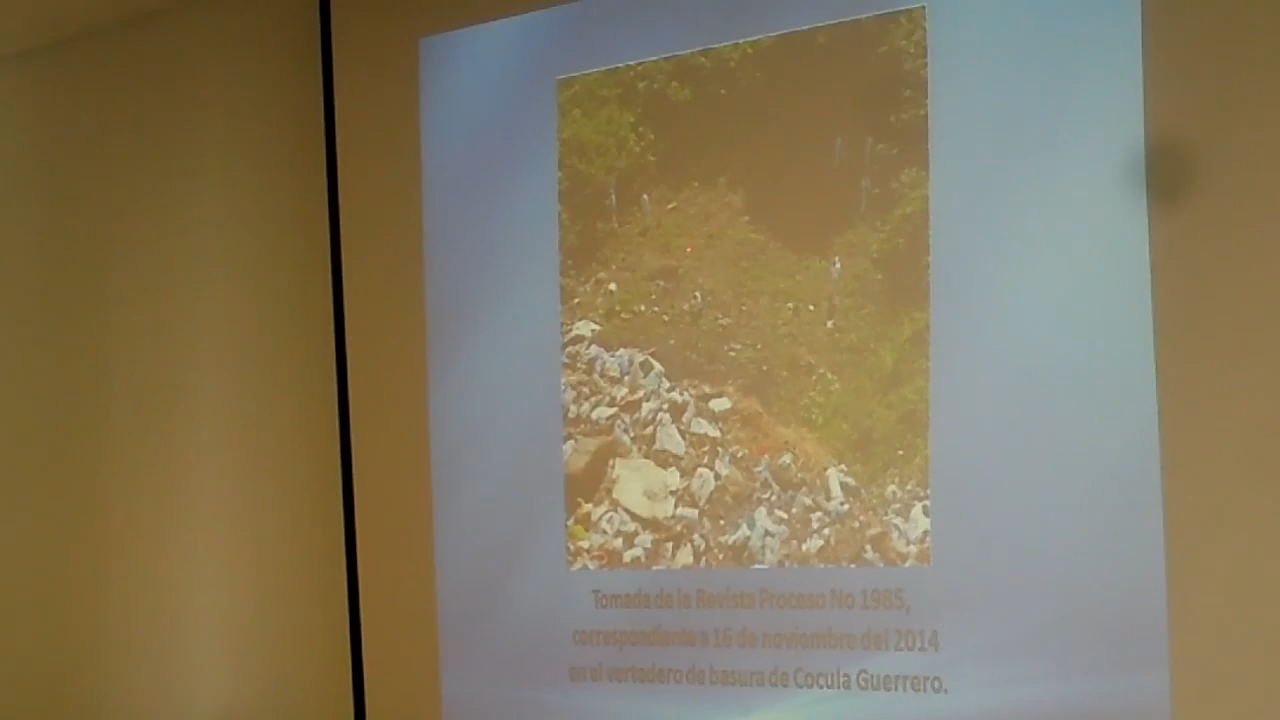 Tomada de la Revista Proceso No 1985,
correspondiente a 16 de noviembre del 2014
en el vertedero de basura de Cocula Guerrero.